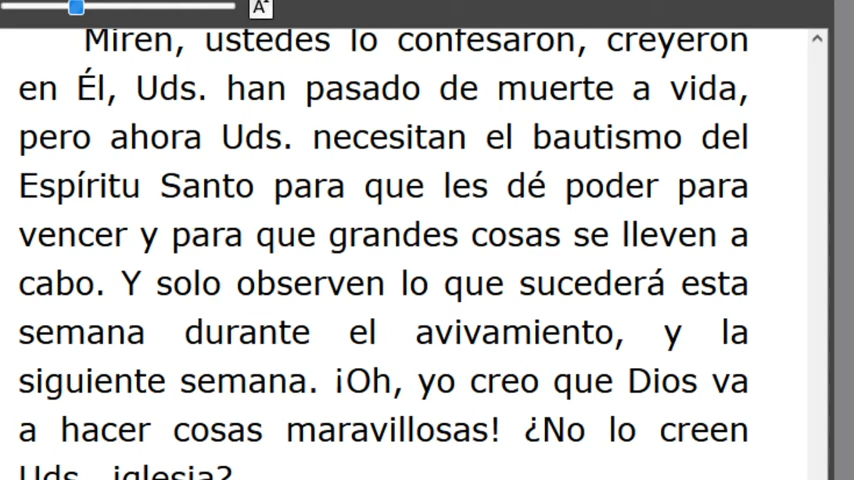 A
Miren, ustedes lo confesaron, creyeron
en Él, Uds. han pasado de muerte a vida,
pero ahora Uds. necesitan el bautismo del
Espíritu Santo para que les dé poder para
vencer y para que grandes cosas se lleven a
cabo. Y solo observen lo que sucederá esta
semana durante el avivamiento, y la
siguiente semana. ¡Oh, yo creo que Dios va
a hacer cosas maravillosas! ¿No lo creen
Uds., iglesia?